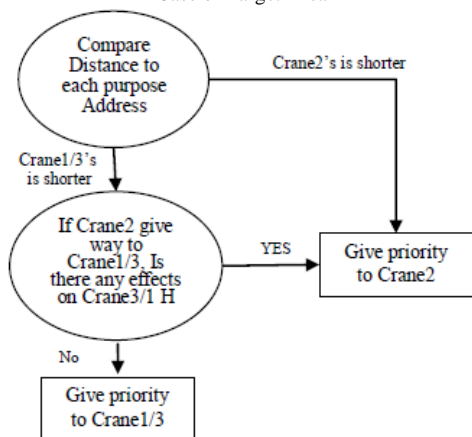 Compare
Distance to
each purpose
Address
Crane2's is shorter
Crane1/3's
is shorter
If Crane2 give
way to
Crane1/3, Is
there any effects
on Crane3/1 H
YES
Give priority
to Crane2
No
Give priority
to Crane1/3